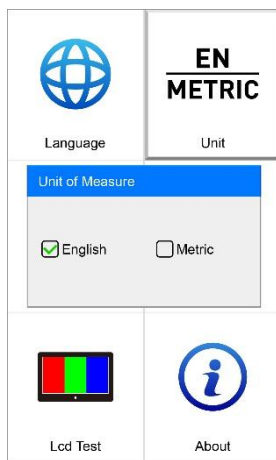 EN
METRIC
Language
Unit
Unit of Measure
English
Metric
Lcd Test
About